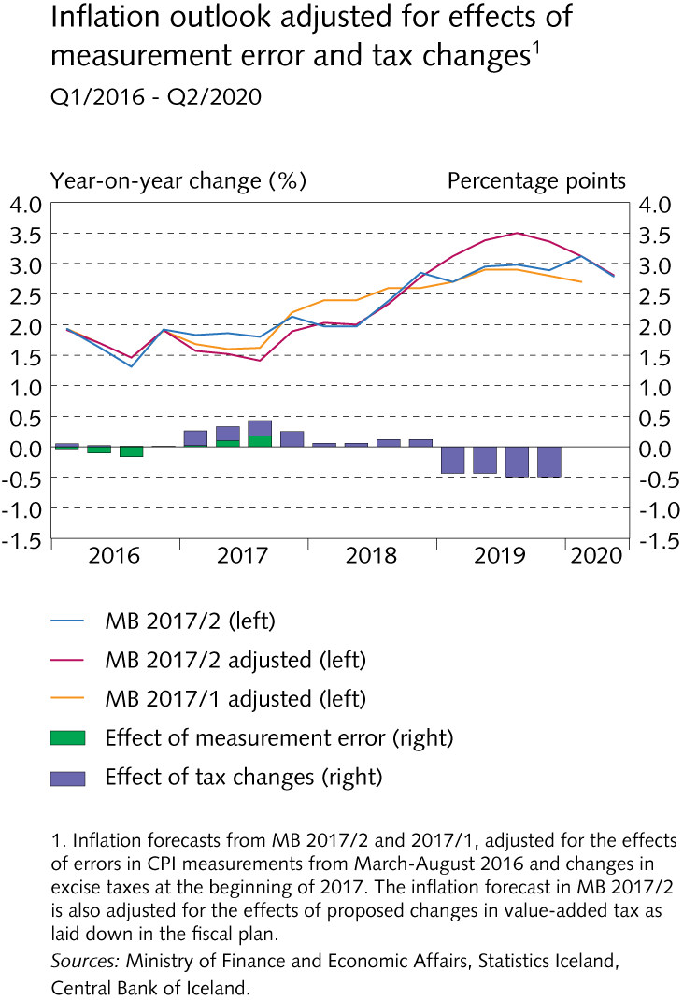 Inflation outlook adjusted for effects of
measurement error and tax changes¹
Q1/2016 - Q2/2020
Year-on-year change (%) Percentage points
4.0 4.0
3.5 3.5
3.0 3.0
2.5 2.5
2.0 2.0
1.5 1.5
1.0 1.0
0.5 0.5
0.0 0.0
-0.5 -0.5
-1.0 -1.0
-1.5 -1.5
2016 2017 2018 2019 2020
MB 2017/2 (left)
MB 2017/2 adjusted (left)
MB 2017/1 adjusted (left)
Effect of measurement error (right)
Effect of tax changes (right)
1. Inflation forecasts from MB 2017/2 and 2017/1, adjusted for the effects
of errors in CPI measurements from March-August 2016 and changes in
excise taxes at the beginning of 2017. The inflation forecast in MB 2017/2
is also adjusted for the effects of proposed changes in value-added tax as
laid down in the fiscal plan.
Sources: Ministry of Finance and Economic Affairs, Statistics Iceland,
Central Bank of Iceland.